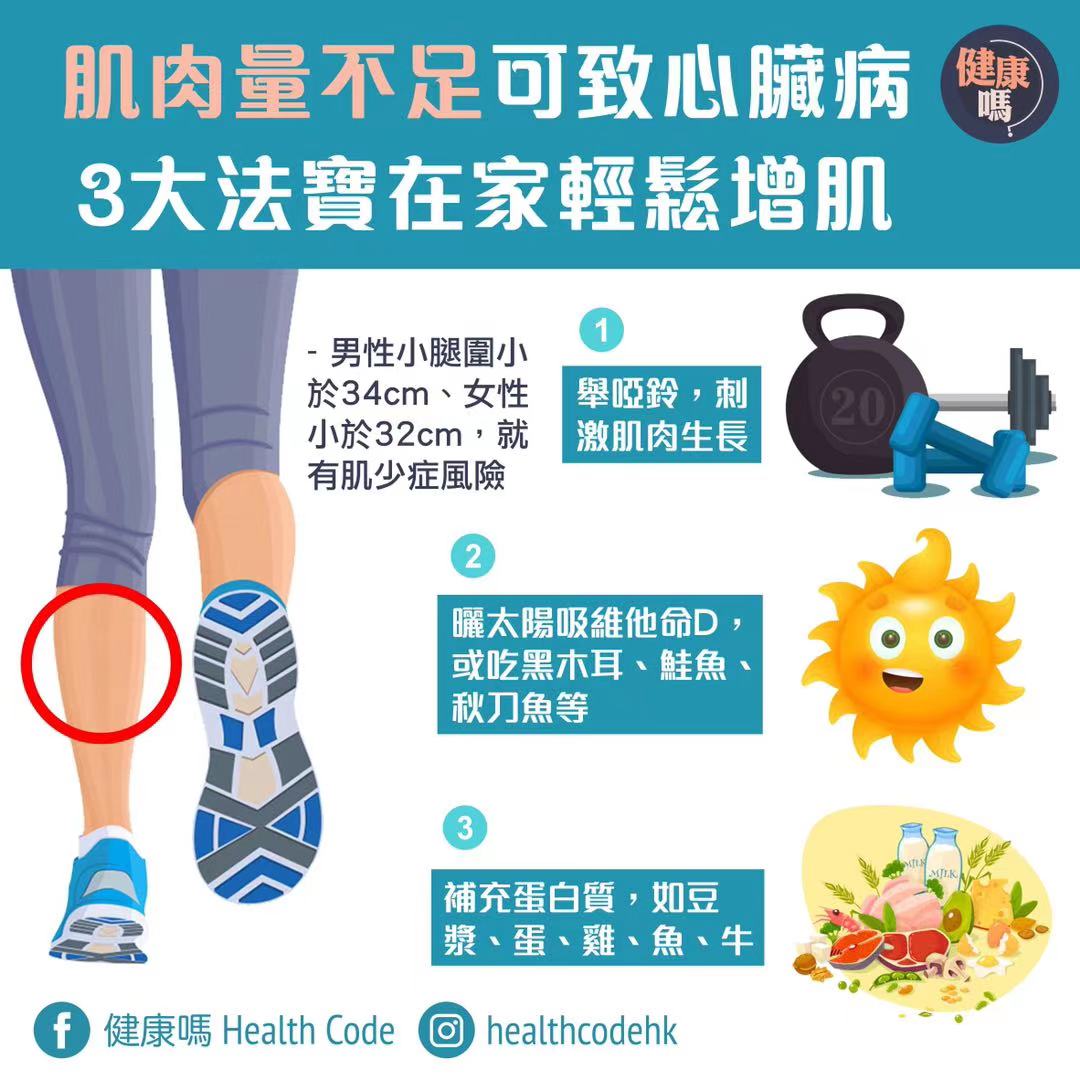 肌肉量不足可致心臟病
健康
嗎?
3大法寶在家輕鬆增肌
- 男性小腿圍小
於34cm、女性
小於32cm，就
有肌少症風險
1
舉啞鈴，刺
激肌肉生長
20
2
曬太陽吸維他命D，
或吃黑木耳、鮭魚、
秋刀魚等
3
補充蛋白質，如豆
漿、蛋、雞、魚、牛
MILK
MILK
健康嗎 Health Code
healthcodehk